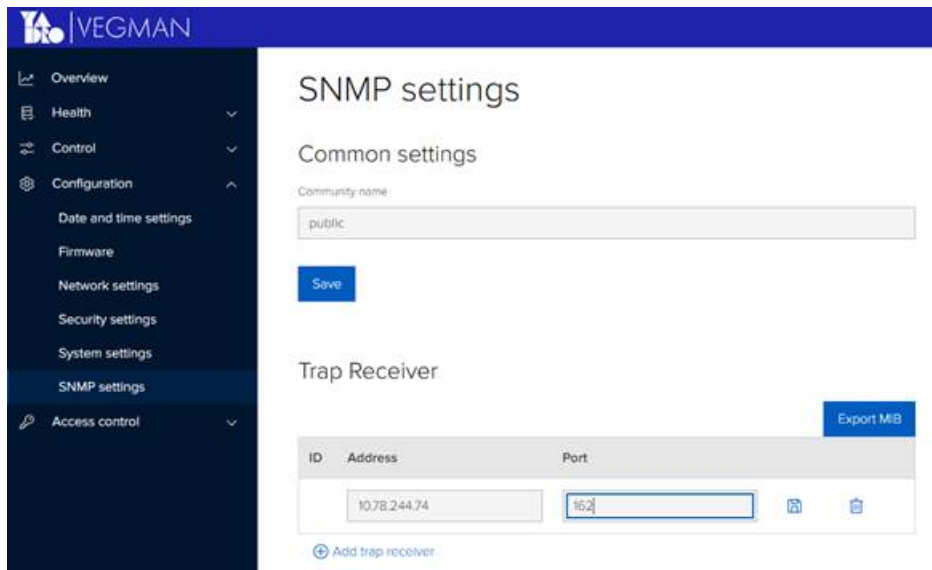 YADRO VEGMAN
Overview
Health
Control
Configuration
Date and time settings
Firmware
Network settings
Security settings
System settings
SNMP settings
Access control
SNMP settings
Common settings
Community name
public
Save
Trap Receiver
Export MIB
ID Address Port
10.78.244.74 162
Add trap receiver